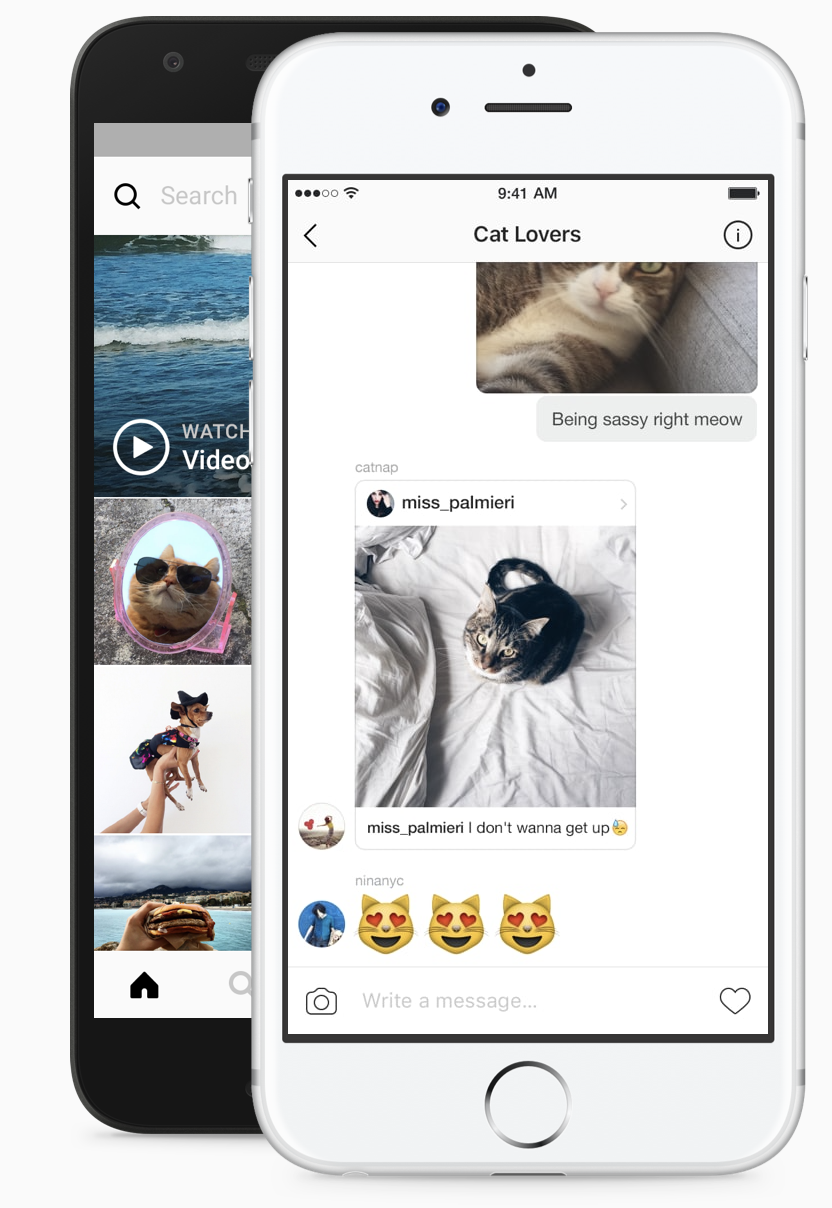 Search
WATCH
Video
9:41 AM
Cat Lovers
Being sassy right meow
catnap
miss_palmieri
miss_palmieri I don't wanna get up😓
ninanyc
😻 😻 😻
Write a message...